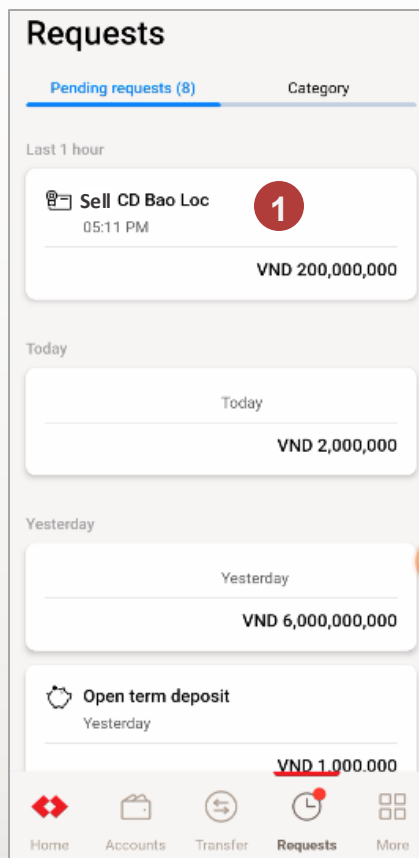 Requests
Pending requests (8)
Category
Last 1 hour
Sell CD Bao Loc
1
05:11 PM
VND 200,000,000
Today
Today
VND 2,000,000
Yesterday
Yesterday
VND 6,000,000,000
Open term deposit
Yesterday
VND 1,000,000
Home Accounts Transfer Requests More